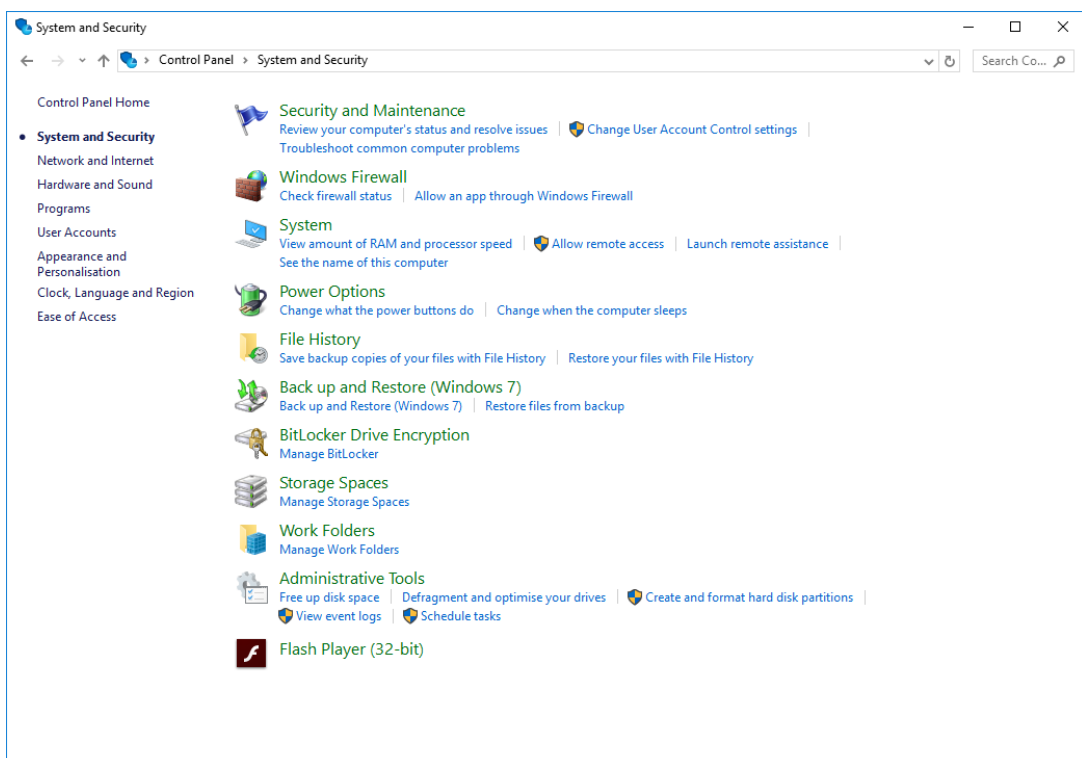 System and Security
Control Panel System and Security
Search Co...
Control Panel Home
System and Security
Network and Internet
Hardware and Sound
Programs
User Accounts
Appearance and
Personalisation
Clock, Language and Region
Ease of Access
Security and Maintenance
Review your computer's status and resolve issues Change User Account Control settings
Troubleshoot common computer problems
Windows Firewall
Check firewall status Allow an app through Windows Firewall
System
View amount of RAM and processor speed Allow remote access Launch remote assistance
See the name of this computer
Power Options
Change what the power buttons do Change when the computer sleeps
File History
Save backup copies of your files with File History Restore your files with File History
Back up and Restore (Windows 7)
Back up and Restore (Windows 7) Restore files from backup
BitLocker Drive Encryption
Manage BitLocker
Storage Spaces
Manage Storage Spaces
Work Folders
Manage Work Folders
Administrative Tools
Free up disk space Defragment and optimise your drives Create and format hard disk partitions
View event logs Schedule tasks
Flash Player (32-bit)